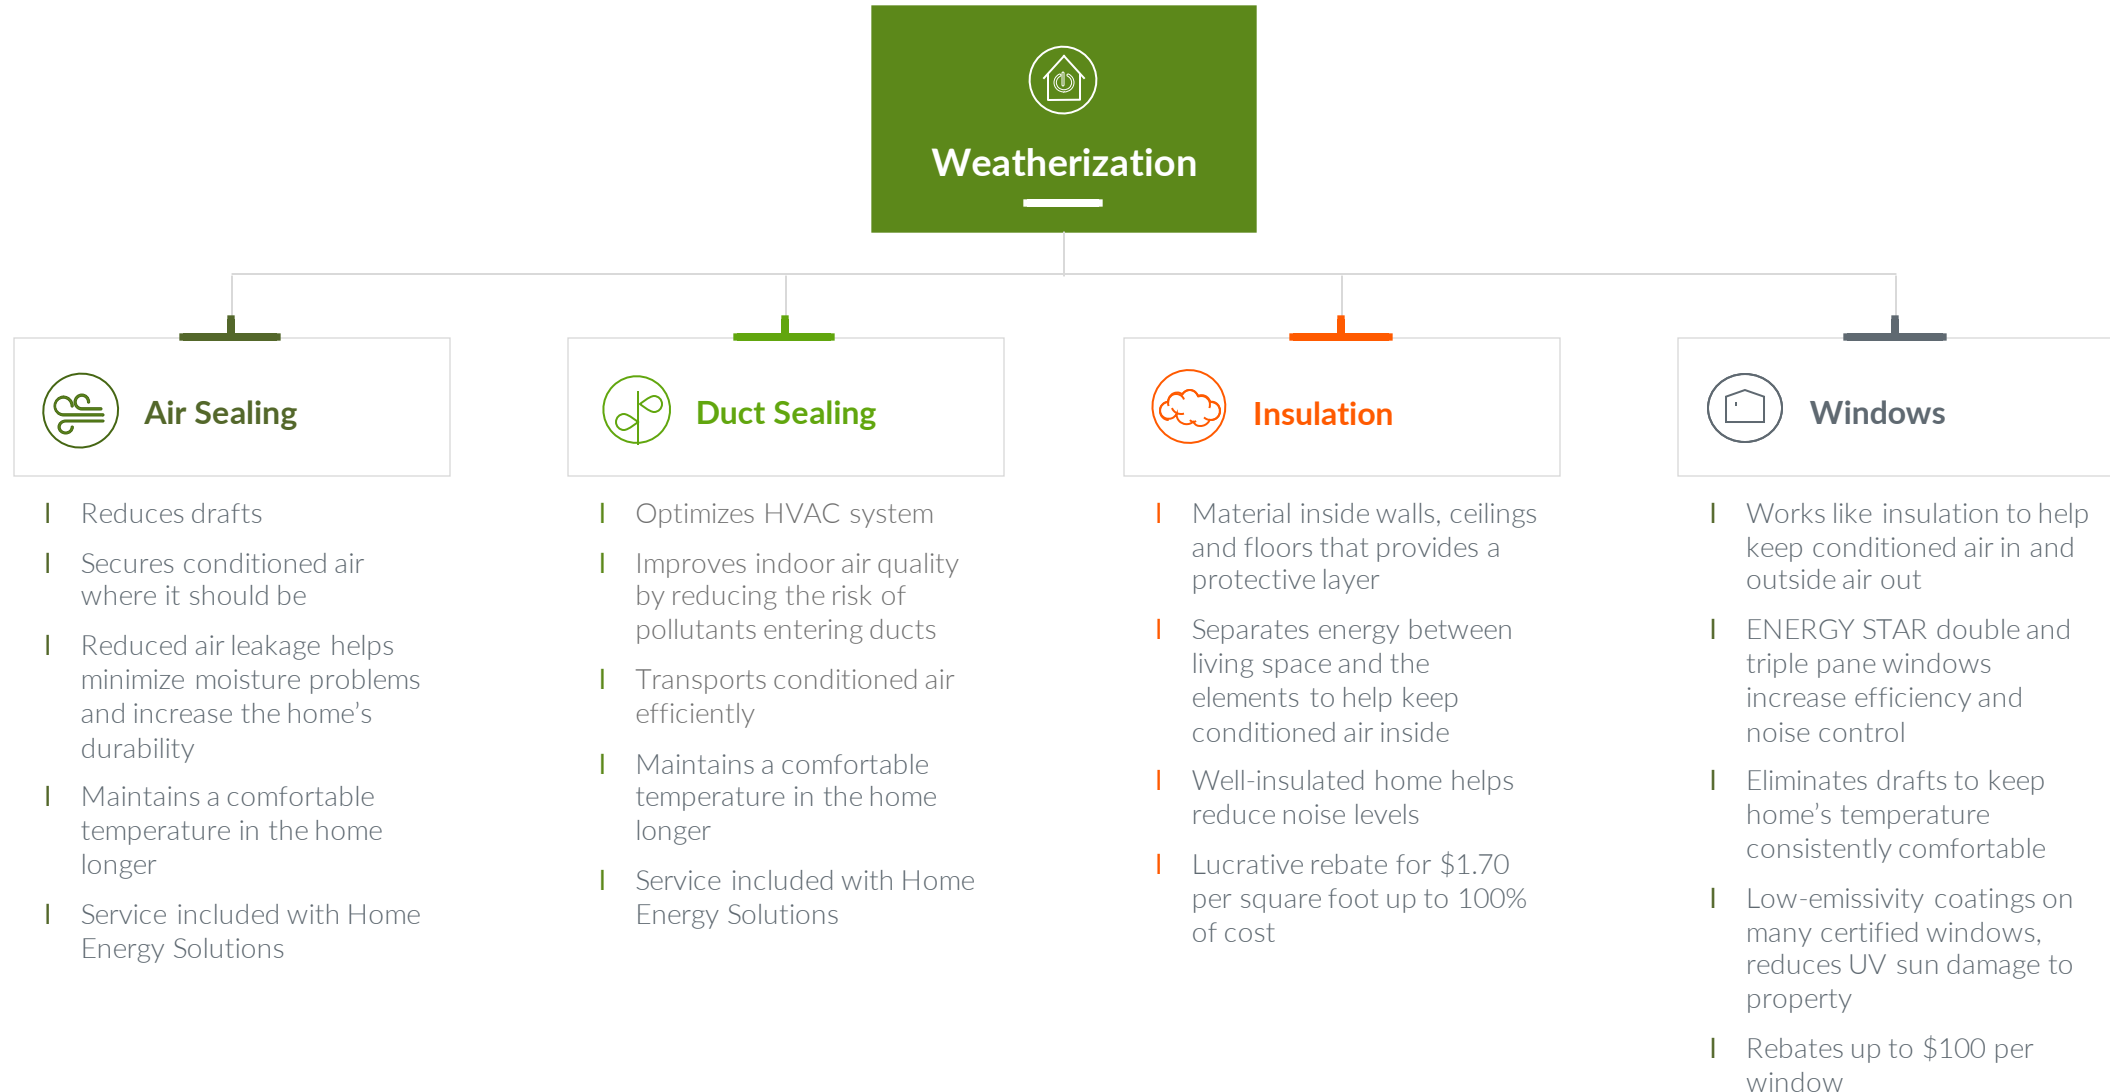 Weatherization
Air Sealing
Reduces drafts
Secures conditioned air
where it should be
Reduced air leakage helps
minimize moisture problems
and increase the home’s
durability
Maintains a comfortable
temperature in the home
longer
Service included with Home
Energy Solutions
Duct Sealing
Optimizes HVAC system
Improves indoor air quality
by reducing the risk of
pollutants entering ducts
Transports conditioned air
efficiently
Maintains a comfortable
temperature in the home
longer
Service included with Home
Energy Solutions
Insulation
Material inside walls, ceilings
and floors that provides a
protective layer
Separates energy between
living space and the
elements to help keep
conditioned air inside
Well-insulated home helps
reduce noise levels
Lucrative rebate for $1.70
per square foot up to 100%
of cost
Windows
Works like insulation to help
keep conditioned air in and
outside air out
ENERGY STAR double and
triple pane windows
increase efficiency and
noise control
Eliminates drafts to keep
home’s temperature
consistently comfortable
Low-emissivity coatings on
many certified windows,
reduces UV sun damage to
property
Rebates up to $100 per
window